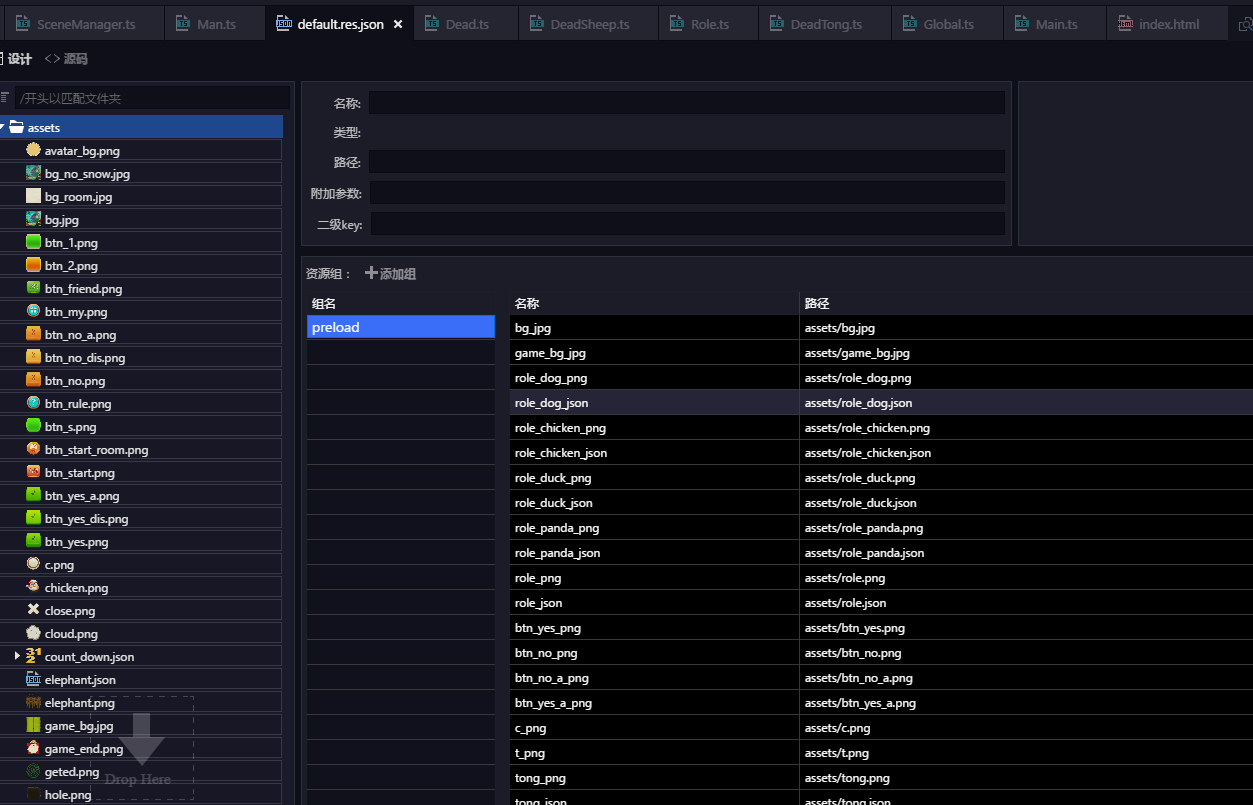 SceneManager.ts Man.ts default.res.json Dead.ts DeadSheep.ts Role.ts DeadTong.ts Global.ts Main.ts index.html
设计 <> 源码
/开头以匹配文件夹
assets
avatar_bg.png
bg_no_snow.jpg
bg_room.jpg
bg.jpg
btn_1.png
btn_2.png
btn_friend.png
btn_my.png
btn_no_a.png
btn_no_dis.png
btn_no.png
btn_rule.png
btn_s.png
btn_start_room.png
btn_start.png
btn_yes_a.png
btn_yes_dis.png
btn_yes.png
c.png
chicken.png
close.png
cloud.png
count_down.json
elephant.json
elephant.png
game_bg.jpg
game_end.png
geted.png
Drop Here
hole.png
名称:
类型:
路径:
附加参数:
二级key:
资源组： 添加组
组名
preload
名称 路径
bg_jpg assets/bg.jpg
game_bg_jpg assets/game_bg.jpg
role_dog_png assets/role_dog.png
role_dog_json assets/role_dog.json
role_chicken_png assets/role_chicken.png
role_chicken_json assets/role_chicken.json
role_duck_png assets/role_duck.png
role_duck_json assets/role_duck.json
role_panda_png assets/role_panda.png
role_panda_json assets/role_panda.json
role_png assets/role.png
role_json assets/role.json
btn_yes_png assets/btn_yes.png
btn_no_png assets/btn_no.png
btn_no_a_png assets/btn_no_a.png
btn_yes_a_png assets/btn_yes_a.png
c_png assets/c.png
t_png assets/t.png
tong_png assets/tong.png
tong_json assets/tong.json